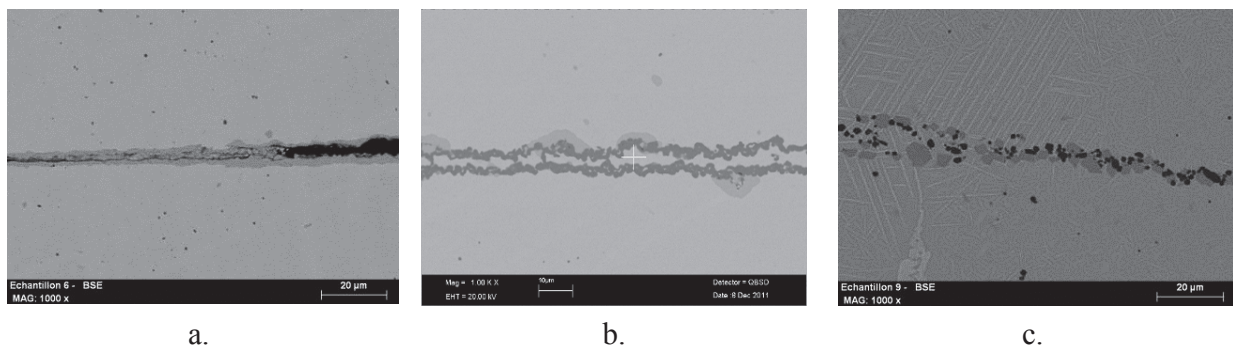 Echantillon 6 - BSE
MAG: 1000 x
20 µm
Mag = 1.00 K X
EHT = 20.00 kV
10µm
Detector = QBSD
Date :8 Dec 2011
Echantillon 9 - BSE
MAG: 1000 x
20 µm
a.
b.
c.